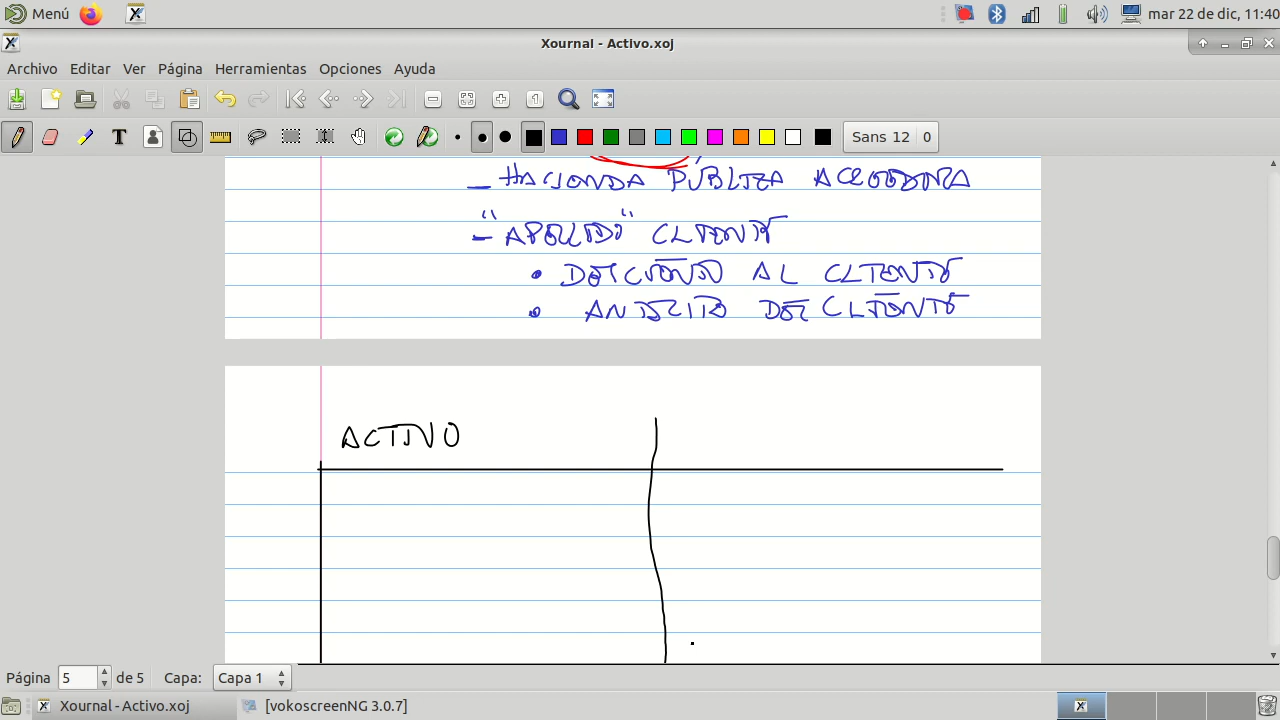 Menú mar 22 de dic, 11:40
Xournal - Activo.xoj
Archivo Editar Ver Página Herramientas Opciones Ayuda
T Sans 12 0
- HACIENDA PÚBLICA ACREEDORA
- "APELLIDO" CLIENTE
• DESCUENTO AL CLIENTE
• ANTICIPO DEL CLIENTE
ACTIVO
Página 5 de 5 Capa: Capa 1
Xournal - Activo.xoj [vokoscreenNG 3.0.7]